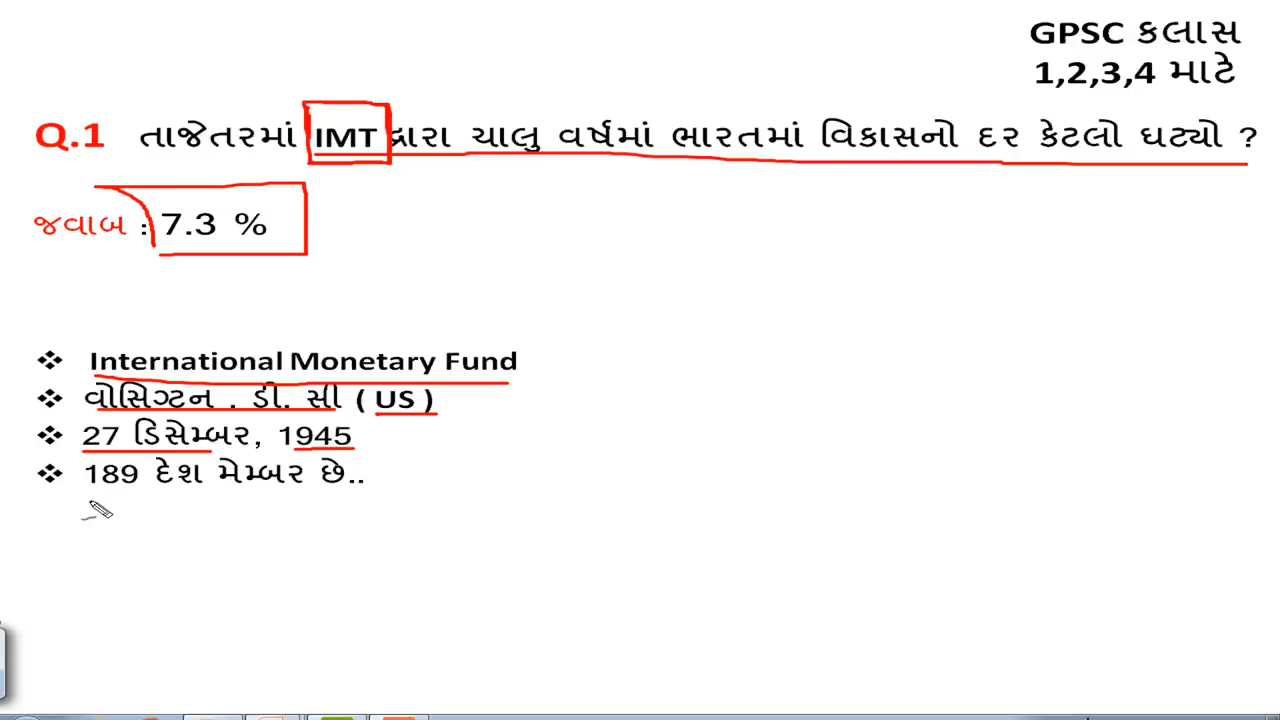 GPSC કલાસ
1,2,3,4 માટે
Q.1 તાજેતરમાં IMT દ્વારા ચાલુ વર્ષમાં ભારતમાં વિકાસનો દર કેટલો ઘટ્યો ?
જવાબ : 7.3 %
❖ International Monetary Fund
❖ વોસિગ્ટન . ડી. સી ( US )
❖ 27 ડિસેમ્બર, 1945
❖ 189 દેશ મેમ્બર છે..